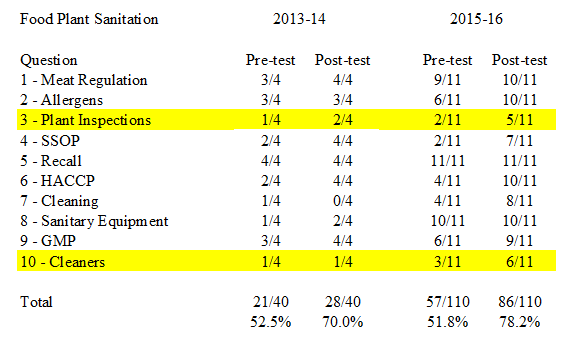 Food Plant Sanitation 2013-14 2015-16
Question Pre-test Post-test Pre-test Post-test
1 - Meat Regulation 3/4 4/4 9/11 10/11
2 - Allergens 3/4 3/4 6/11 10/11
3 - Plant Inspections 1/4 2/4 2/11 5/11
4 - SSOP 2/4 4/4 2/11 7/11
5 - Recall 4/4 4/4 11/11 11/11
6 - HACCP 2/4 4/4 4/11 10/11
7 - Cleaning 1/4 0/4 4/11 8/11
8 - Sanitary Equipment 1/4 2/4 10/11 10/11
9 - GMP 3/4 4/4 6/11 9/11
10 - Cleaners 1/4 1/4 3/11 6/11
Total 21/40 28/40 57/110 86/110
52.5% 70.0% 51.8% 78.2%